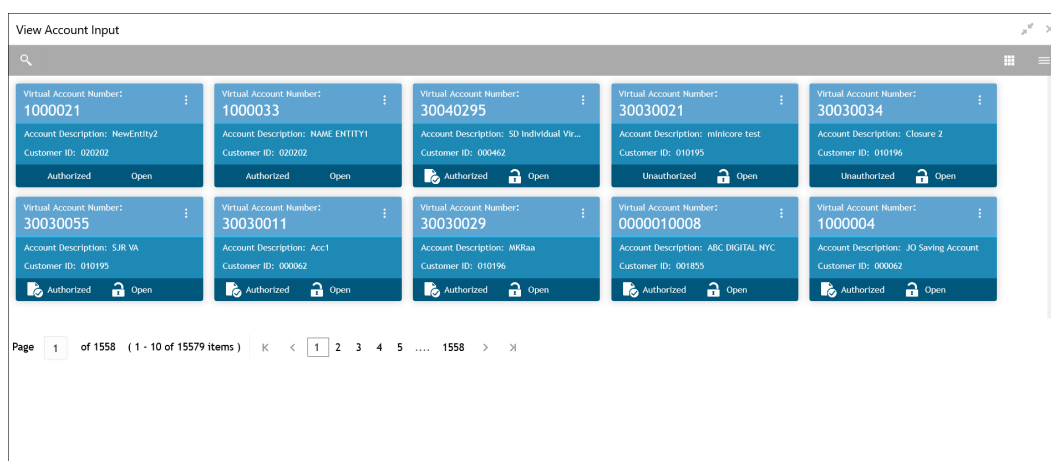 View Account Input
Virtual Account Number:
1000021
Account Description: NewEntity2
Customer ID: 020202
Authorized Open
Virtual Account Number:
1000033
Account Description: NAME ENTITY1
Customer ID: 020202
Authorized Open
Virtual Account Number:
30040295
Account Description: SD Individual Vir...
Customer ID: 000462
Authorized Open
Virtual Account Number:
30030021
Account Description: minicore test
Customer ID: 010195
Unauthorized Open
Virtual Account Number:
30030034
Account Description: Closure 2
Customer ID: 010196
Unauthorized Open
Virtual Account Number:
30030055
Account Description: SJR VA
Customer ID: 010195
Authorized Open
Virtual Account Number:
30030011
Account Description: Acc1
Customer ID: 000062
Authorized Open
Virtual Account Number:
30030029
Account Description: MKRaa
Customer ID: 010196
Authorized Open
Virtual Account Number:
0000010008
Account Description: ABC DIGITAL NYC
Customer ID: 001855
Authorized Open
Virtual Account Number:
1000004
Account Description: JO Saving Account
Customer ID: 000062
Authorized Open
Page 1 of 1558 ( 1 - 10 of 15579 items ) 1 2 3 4 5 .... 1558